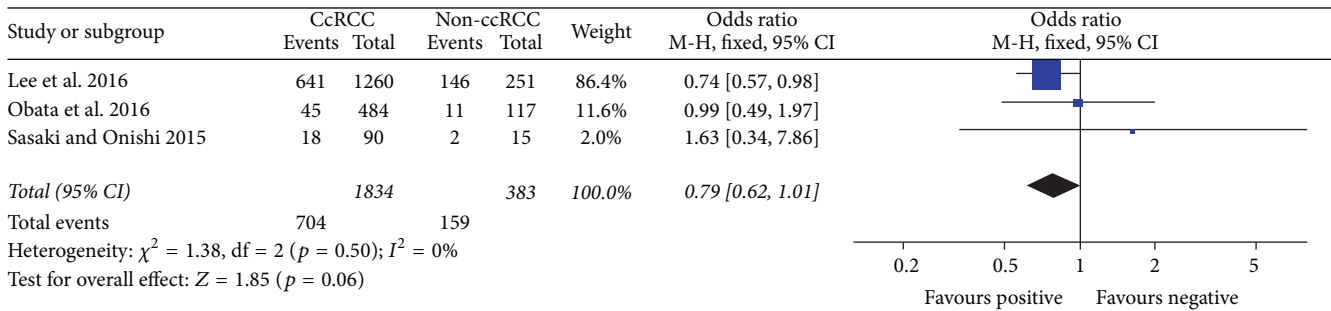 Study or subgroup CcRCC Non-ccRCC Weight Odds ratio Odds ratio
Events Total Events Total M-H, fixed, 95% CI M-H, fixed, 95% CI
Lee et al. 2016 641 1260 146 251 86.4% 0.74 [0.57, 0.98]
Obata et al. 2016 45 484 11 117 11.6% 0.99 [0.49, 1.97]
Sasaki and Onishi 2015 18 90 2 15 2.0% 1.63 [0.34, 7.86]
Total (95% CI) 1834 383 100.0% 0.79 [0.62, 1.01]
Total events 704 159
Heterogeneity: χ² = 1.38, df = 2 (p = 0.50); I² = 0%
Test for overall effect: Z = 1.85 (p = 0.06)
0.2 0.5 1 2 5
Favours positive Favours negative